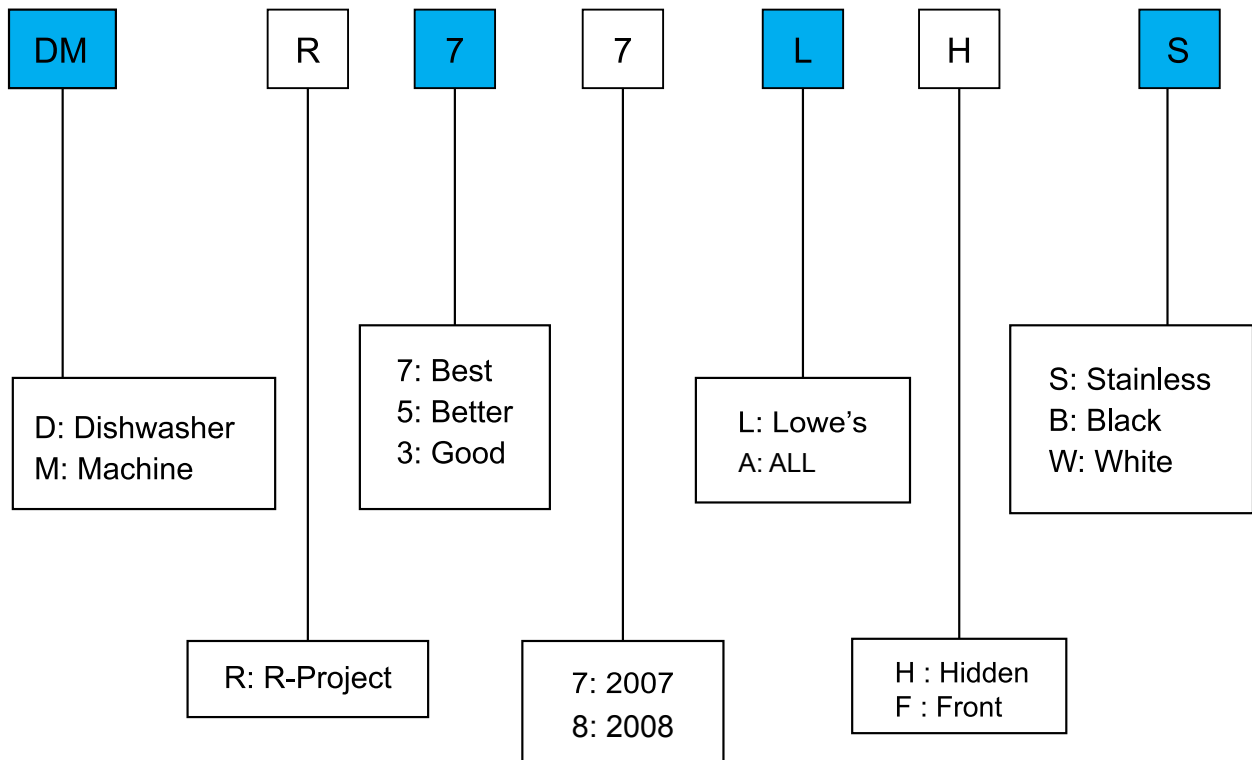 DM R 7 7 L H S
7: Best
5: Better
3: Good
S: Stainless
B: Black
W: White
D: Dishwasher
M: Machine
L: Lowe's
A: ALL
R: R-Project
7: 2007
8: 2008
H : Hidden
F : Front